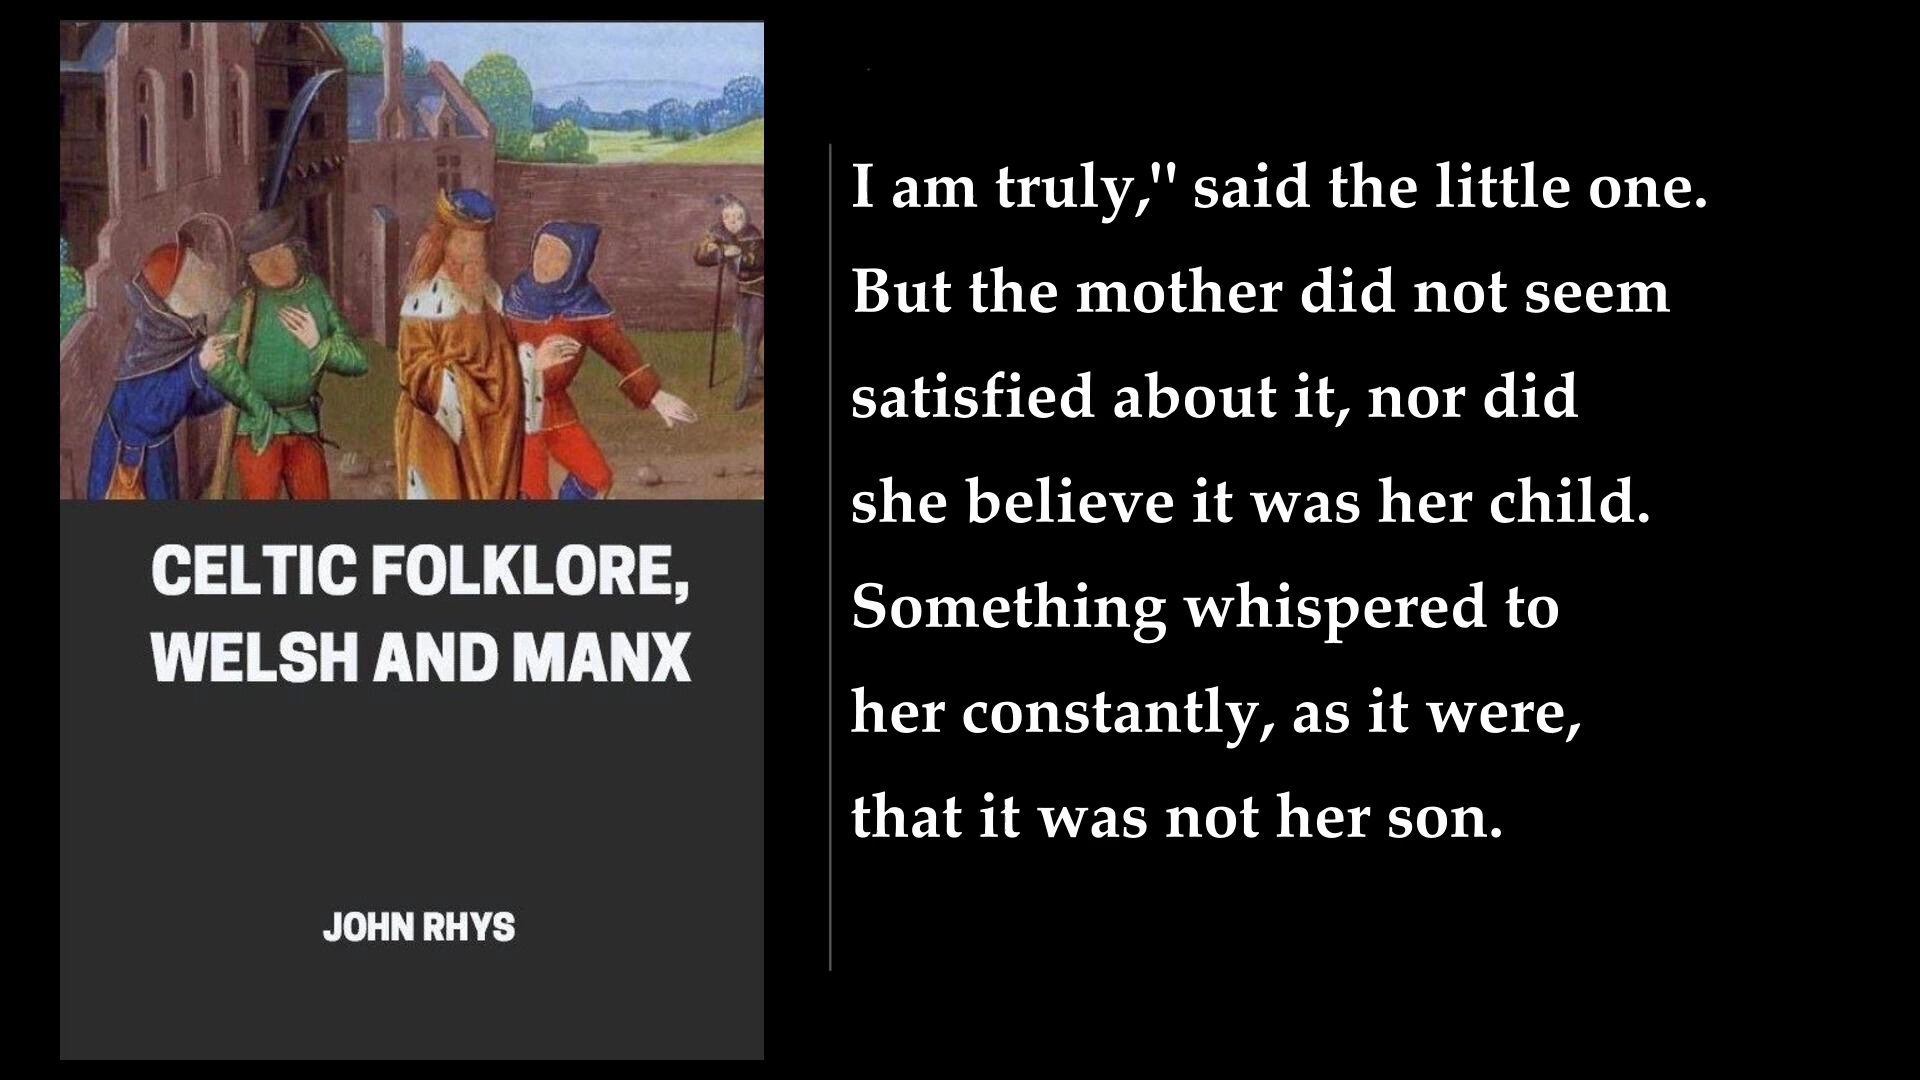 CELTIC FOLKLORE,
WELSH AND MANX
JOHN RHYS
I am truly," said the little one.
But the mother did not seem
satisfied about it, nor did
she believe it was her child.
Something whispered to
her constantly, as it were,
that it was not her son.